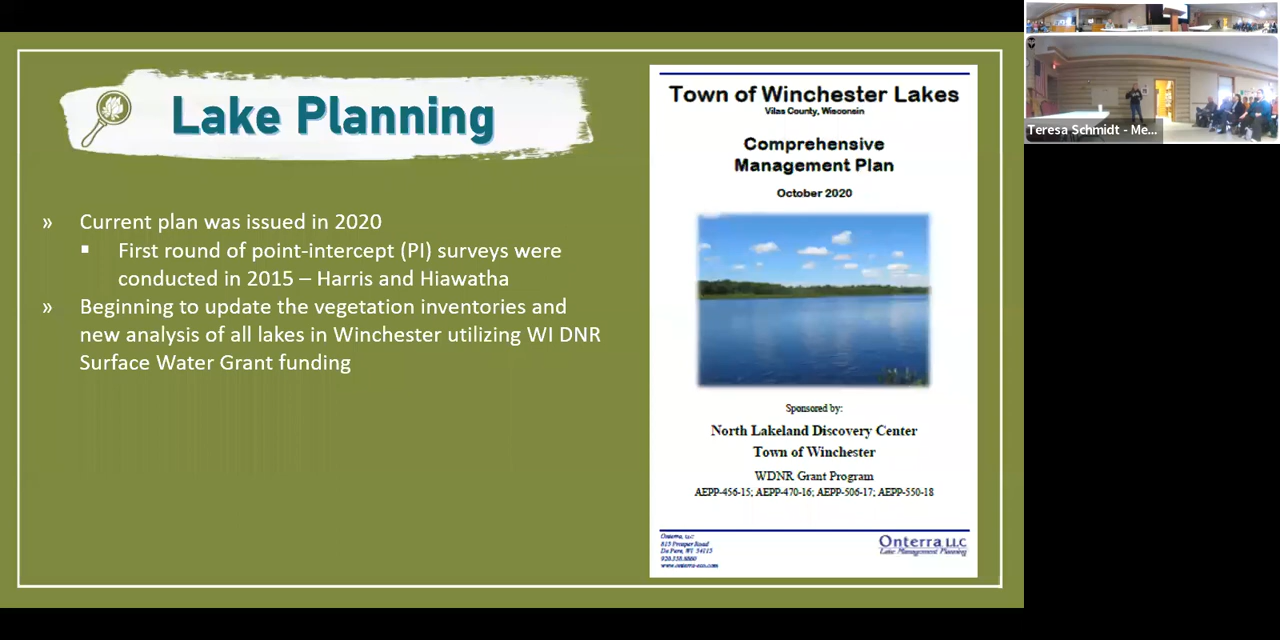 Lake Planning
» Current plan was issued in 2020
▪ First round of point-intercept (PI) surveys were
conducted in 2015 – Harris and Hiawatha
» Beginning to update the vegetation inventories and
new analysis of all lakes in Winchester utilizing WI DNR
Surface Water Grant funding
Town of Winchester Lakes
Vilas County, Wisconsin
Comprehensive
Management Plan
October 2020
Sponsored by:
North Lakeland Discovery Center
Town of Winchester
WDNR Grant Program
AEPP-456-15; AEPP-470-16; AEPP-506-17; AEPP-550-18
Onterra, LLC
815 Prosper Road
De Pere, WI 54115
920.338.8860
www.onterra-eco.com
Onterra LLC
Lake Management Planning
Teresa Schmidt - Me...